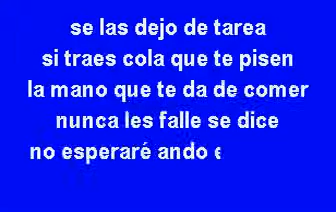 se las dejo de tarea
si traes cola que te pisen
la mano que te da de comer
nunca les falle se dice
no esperaré ando